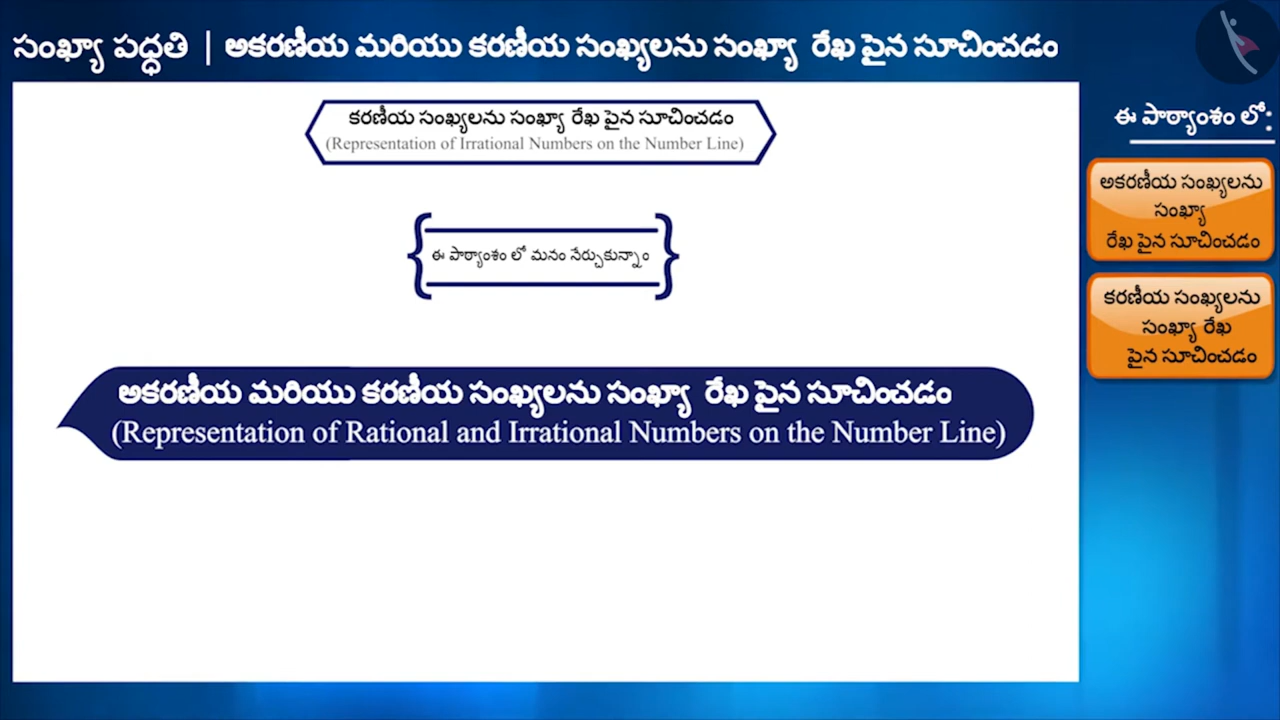 సంఖ్యా పద్ధతి | అకరణీయ మరియు కరణీయ సంఖ్యలను సంఖ్యా రేఖ పైన సూచించడం
కరణీయ సంఖ్యలను సంఖ్యా రేఖ పైన సూచించడం
(Representation of Irrational Numbers on the Number Line)
ఈ పాఠ్యాంశం లో మనం నేర్చుకున్నాం
అకరణీయ మరియు కరణీయ సంఖ్యలను సంఖ్యా రేఖ పైన సూచించడం
(Representation of Rational and Irrational Numbers on the Number Line)
ఈ పాఠ్యాంశం లో:
అకరణీయ సంఖ్యలను
సంఖ్యా
రేఖ పైన సూచించడం
కరణీయ సంఖ్యలను
సంఖ్యా రేఖ
పైన సూచించడం